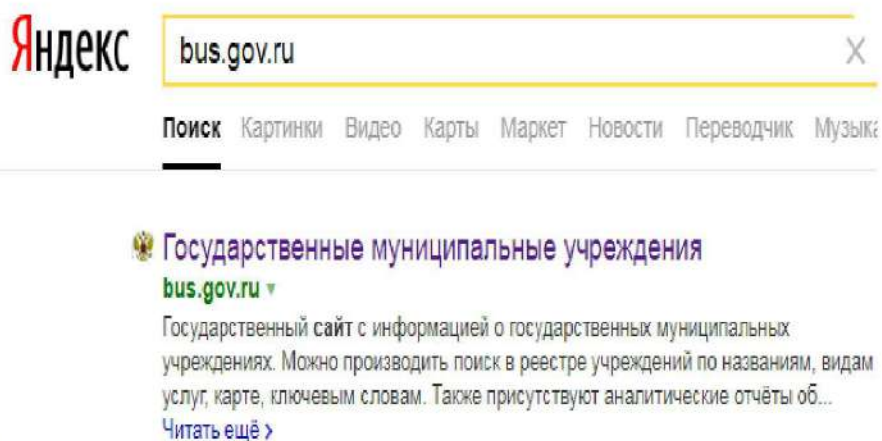 Яндекс
bus.gov.ru
Поиск Картинки Видео Карты Маркет Новости Переводчик Музыка
Государственные муниципальные учреждения
bus.gov.ru
Государственный сайт с информацией о государственных муниципальных
учреждениях. Можно производить поиск в реестре учреждений по названиям, видам
услуг, карте, ключевым словам. Также присутствуют аналитические отчёты об...
Читать ещё >